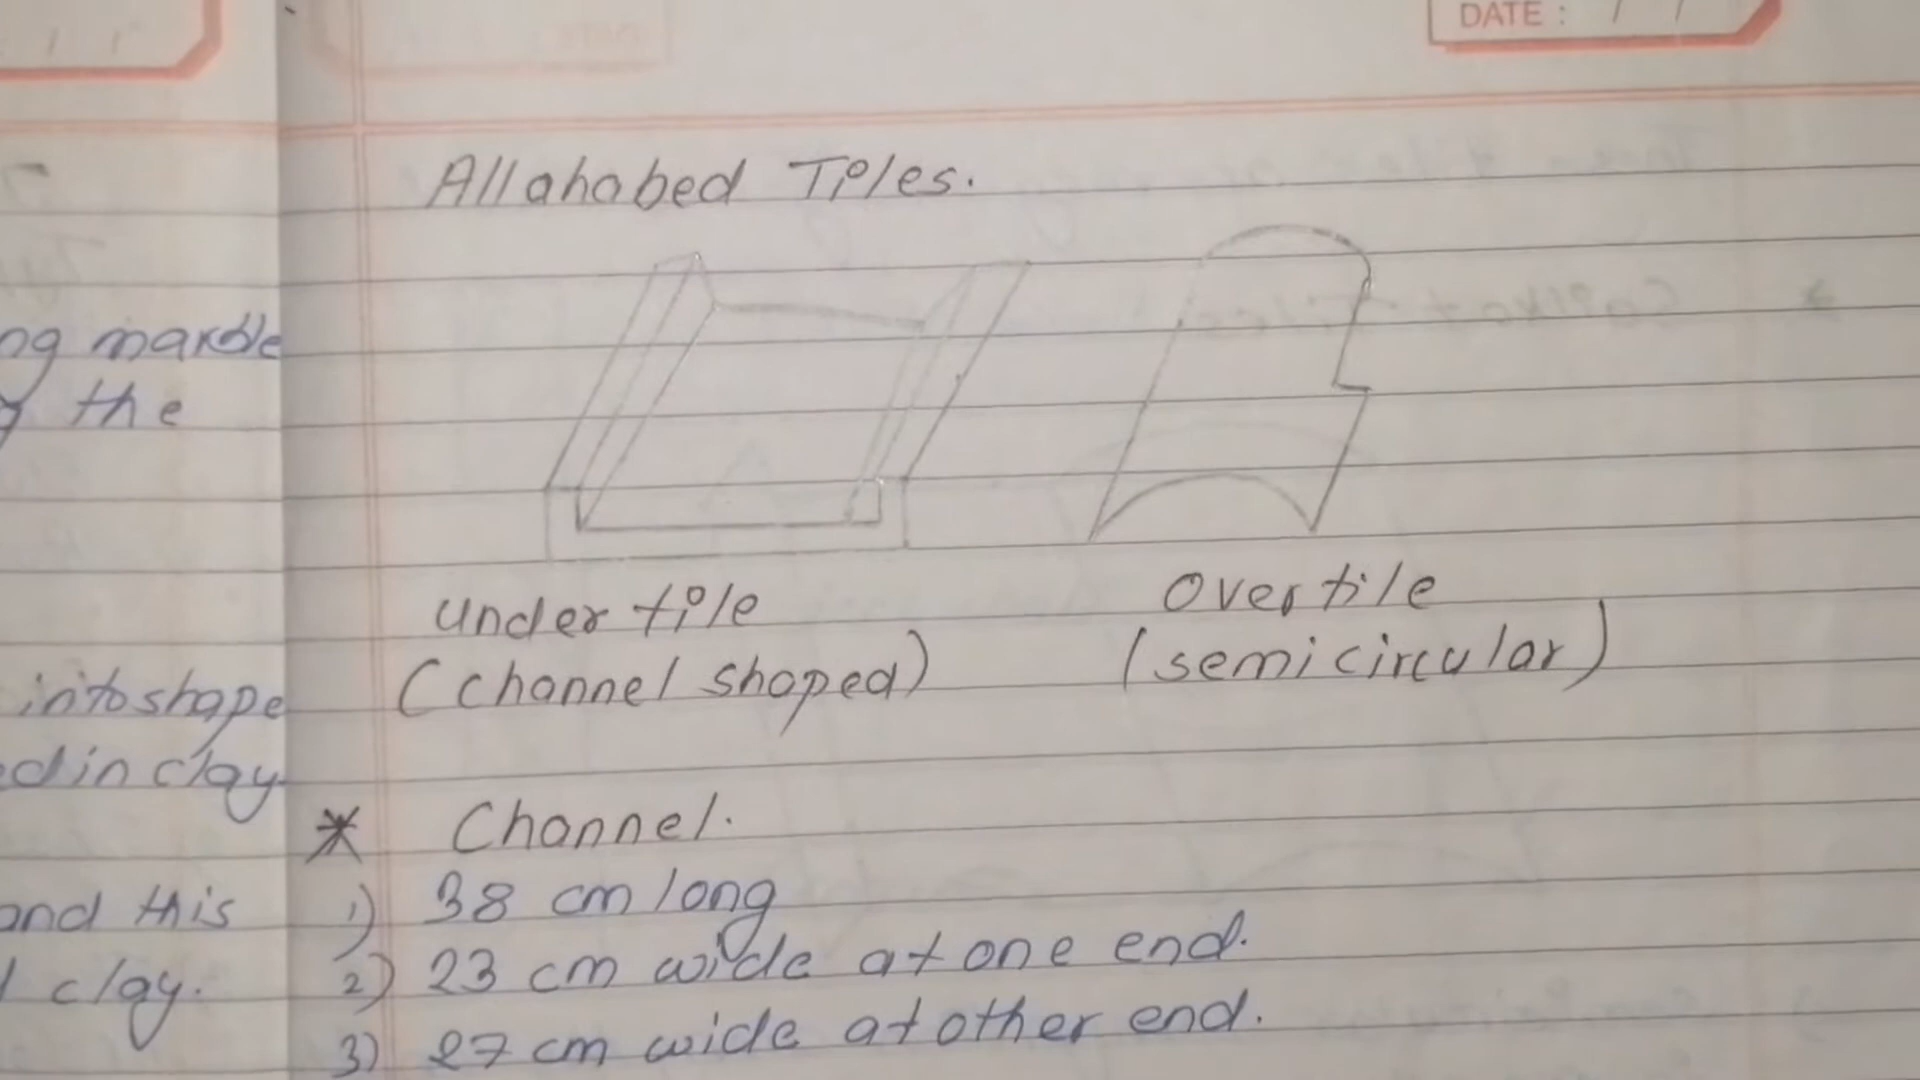 DATE :
Allahabed Tiles.
under tile
(channel shaped)
over tile
(semicircular)
* Channel.
1) 38 cm long
2) 23 cm wide at one end.
3) 27 cm wide at other end.
marble
the
into shape
in clay
and this
clay.